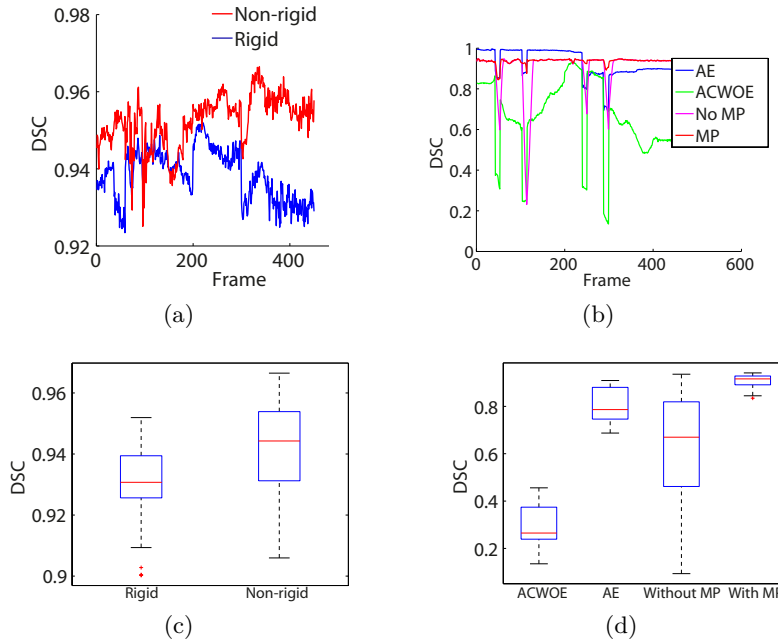 0.98
Non-rigid
Rigid
0.96
DSC
0.94
0.92
0
200
400
Frame
(a)
1
0.8
0.6
DSC
0.4
0.2
0
0
200
400
600
Frame
AE
ACWOE
No MP
MP
(b)
0.96
0.94
DSC
0.92
0.9
Rigid
Non-rigid
(c)
0.8
0.6
DSC
0.4
0.2
ACWOE
AE
Without MP
With MP
(d)